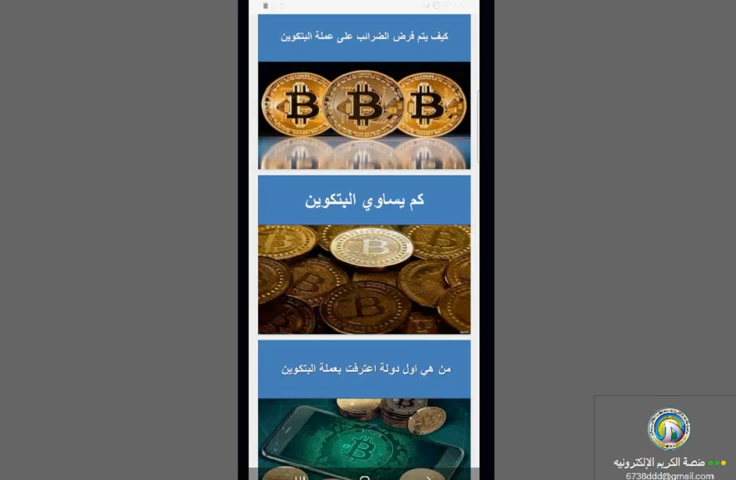 كيف يتم فرض الضرائب على عملة البتكوين
كم يساوي البتكوين
من هي اول دولة اعترفت بعملة البتكوين
منصة الكريم الإلكترونيه
6738ddd@gmail.com